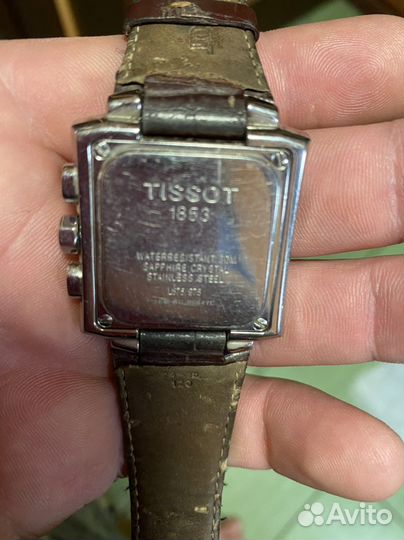 TISSOT
1853
WATERRESISTANT 30M
SAPPHIRE CRYSTAL
STAINLESS STEEL
Avito